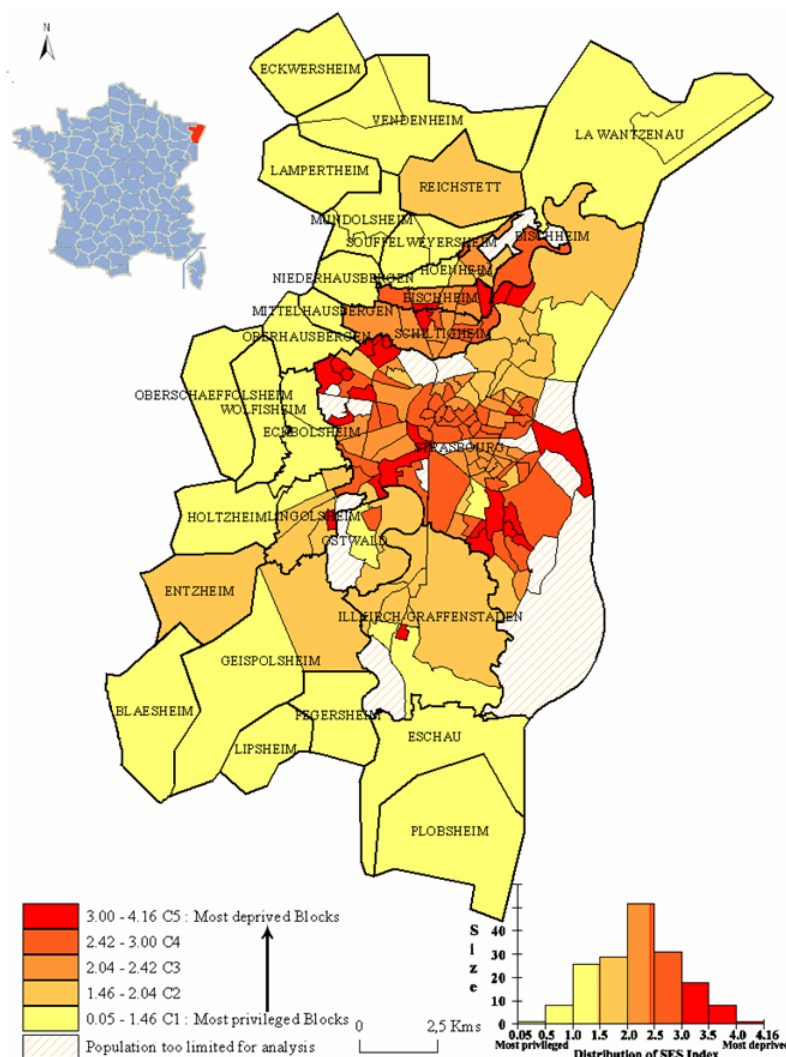 N
ECKWERSHEIM
VENDENHEIM
LA WANTZENAU
LAMPERTHEIM
REICHSTETT
MUNDOLSHEIM
SOUFFELWEYERSHEIM
BISCHHEIM
HOENHEIM
NIEDERHAUSBERGEN
BISCHHEIM
MITTELHAUSBERGEN
SCHILTIGHEIM
OBERHAUSBERGEN
OBERSCHAEFFOLSHEIM
WOLFISHEIM
ECKBOLSHEIM
STRASBOURG
HOLTZHEIM
LINGOLSHEIM
OSTWALD
ENTZHEIM
ILLKIRCH-GRAFFENSTADEN
GEISPOLSHEIM
BLAESHEIM
FEGERSHEIM
LIPSHEIM
ESCHAU
PLOBSHEIM
3.00 - 4.16 C5 : Most deprived Blocks
2.42 - 3.00 C4
2.04 - 2.42 C3
1.46 - 2.04 C2
0.05 - 1.46 C1 : Most privileged Blocks
Population too limited for analysis
0 2,5 Kms
Size
40
30
20
10
0
0.05 0.5 1.0 1.5 2.0 2.5 3.0 3.5 4.0 4.16
Most privileged Most deprived
Distribution of SES Index